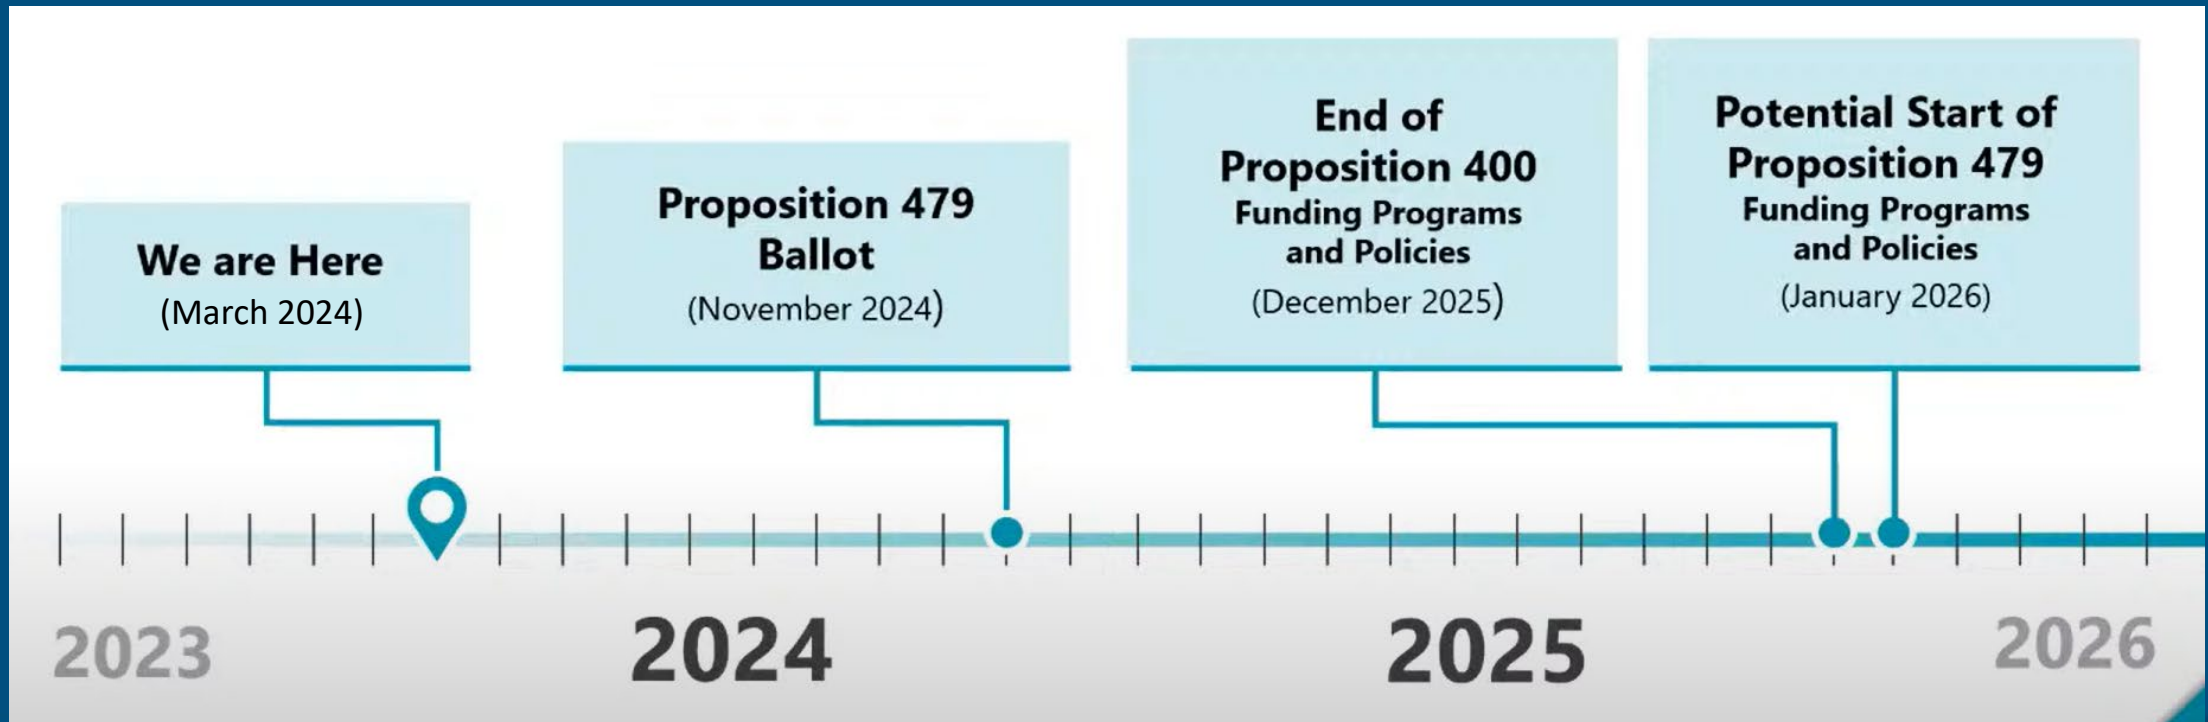 We are Here
(March 2024)
Proposition 479
Ballot
(November 2024)
End of
Proposition 400
Funding Programs
and Policies
(December 2025)
Potential Start of
Proposition 479
Funding Programs
and Policies
(January 2026)
2023
2024
2025
2026